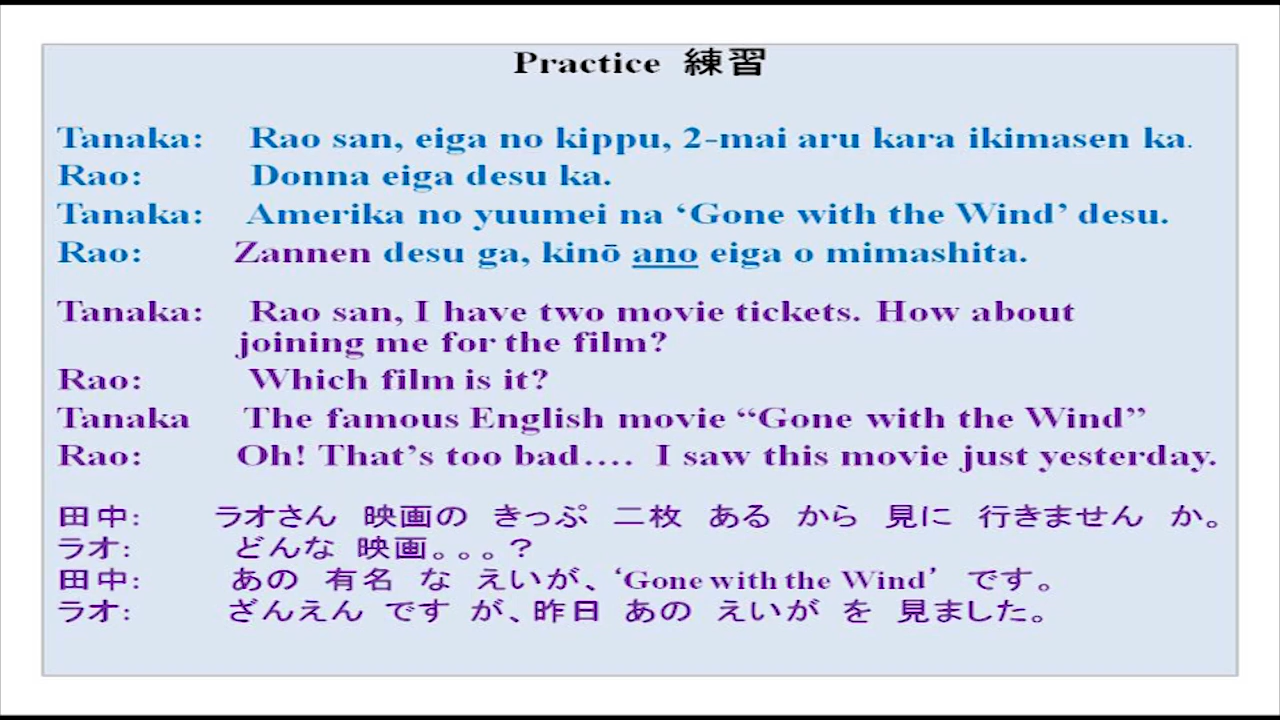 Practice 練習
Tanaka: Rao san, eiga no kippu, 2-mai aru kara ikimasen ka.
Rao: Donna eiga desu ka.
Tanaka: Amerika no yuumei na ‘Gone with the Wind’ desu.
Rao: Zannen desu ga, kinō ano eiga o mimashita.
Tanaka: Rao san, I have two movie tickets. How about
joining me for the film?
Rao: Which film is it?
Tanaka The famous English movie “Gone with the Wind”
Rao: Oh! That’s too bad…. I saw this movie just yesterday.
田中: ラオさん 映画の きっぷ 二枚 ある から 見に 行きません か。
ラオ: どんな 映画。。。？
田中: あの 有名 な えいが、‘Gone with the Wind’ です。
ラオ: ざんえん です が、昨日 あの えいが を 見ました。